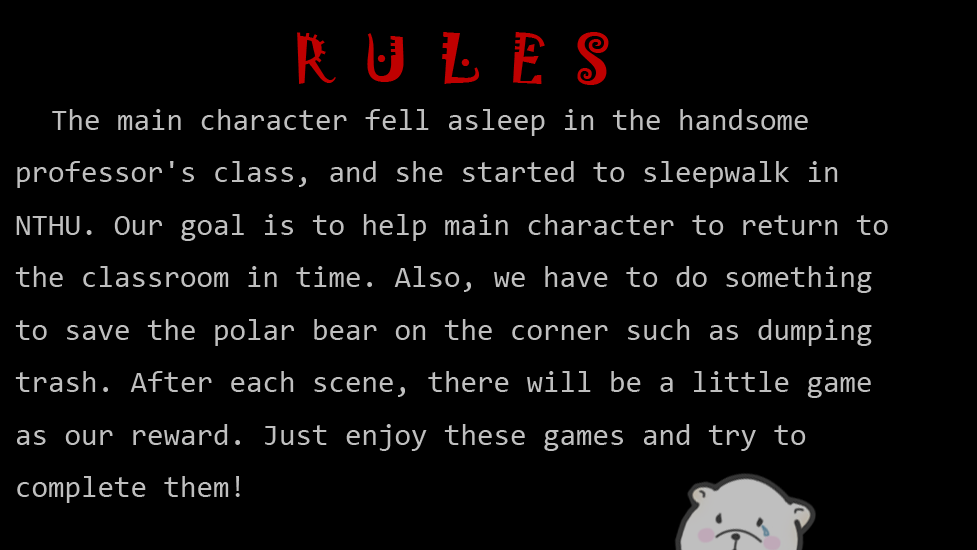 RULES
The main character fell asleep in the handsome
professor's class, and she started to sleepwalk in
NTHU. Our goal is to help main character to return to
the classroom in time. Also, we have to do something
to save the polar bear on the corner such as dumping
trash. After each scene, there will be a little game
as our reward. Just enjoy these games and try to
complete them!